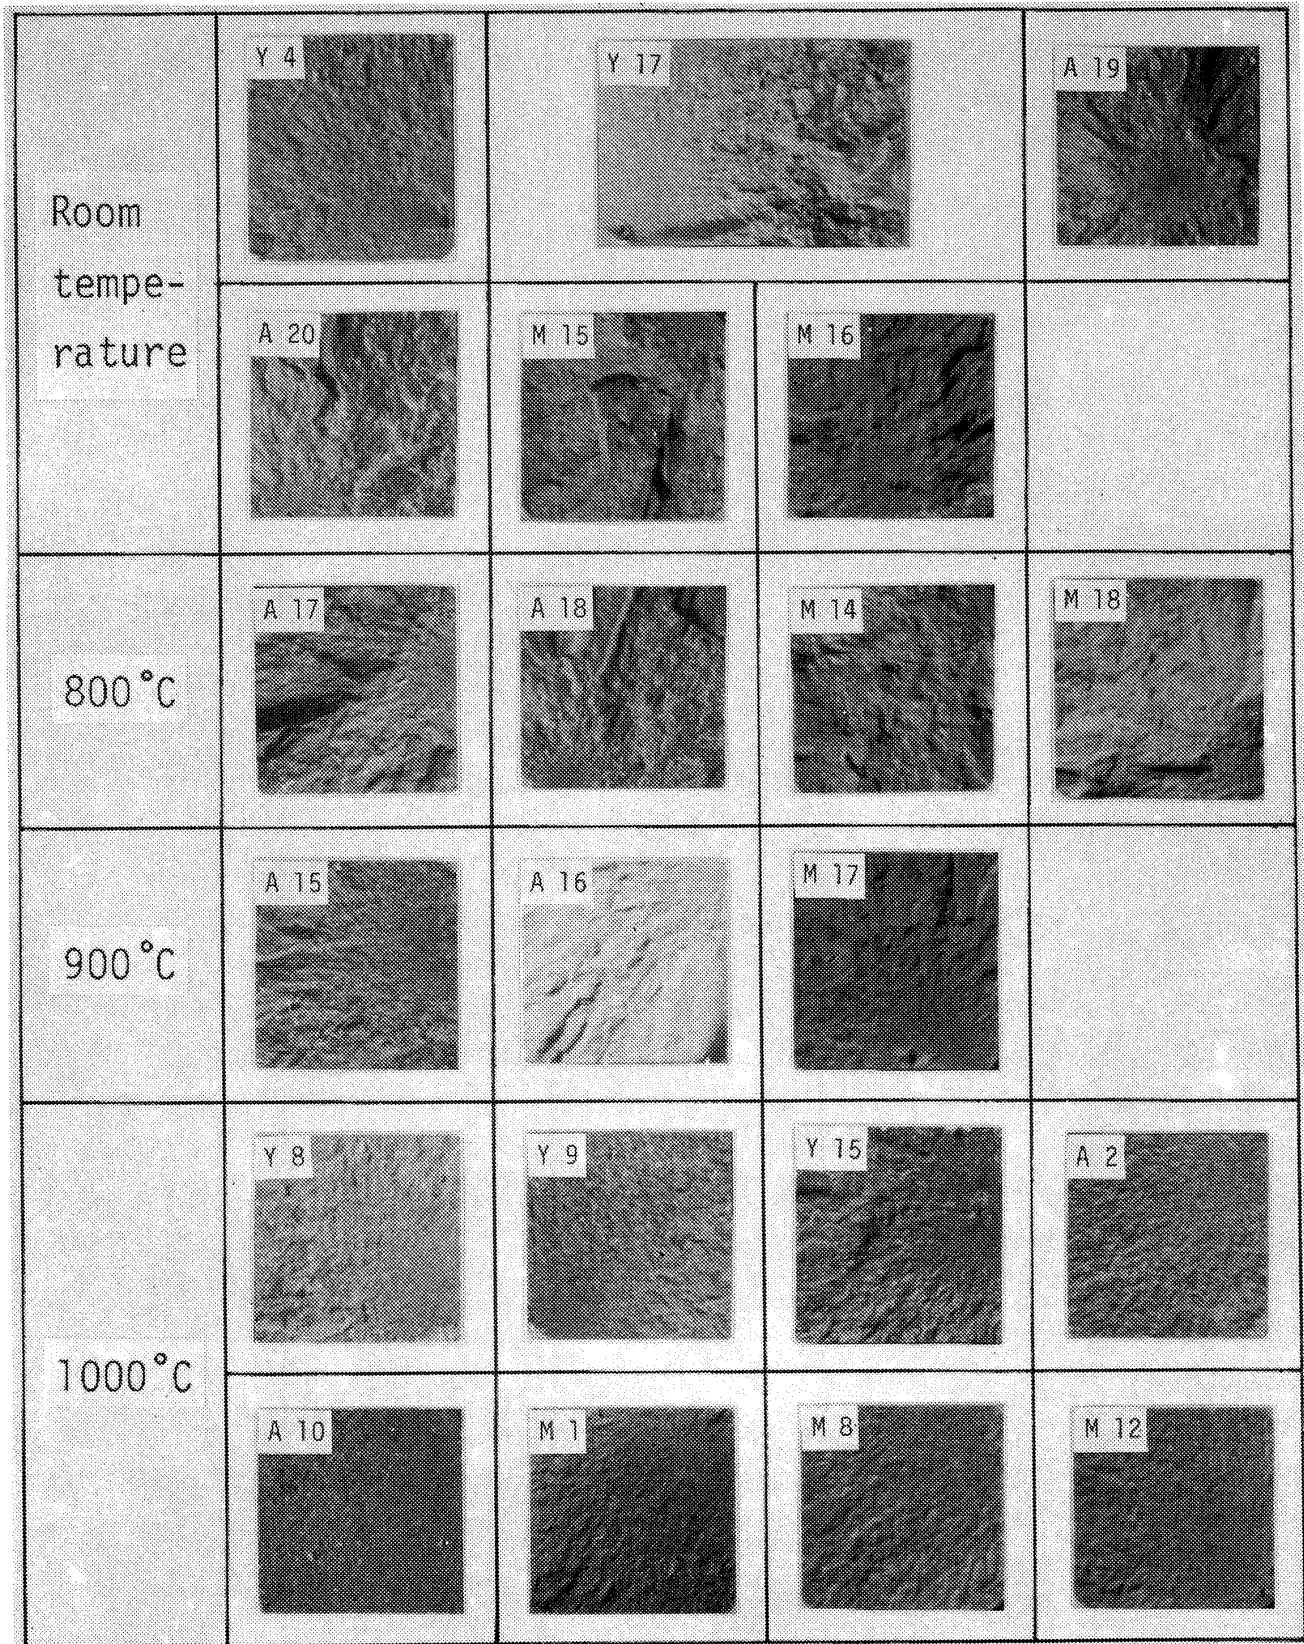 Y 4
Y 17
A 19
Room
tempe-
rature
A 20
M 15
M 16
A 17
A 18
M 14
M 18
800°C
A 15
A 16
M 17
900°C
Y 8
Y 9
Y 15
A 2
1000°C
A 10
M 1
M 8
M 12